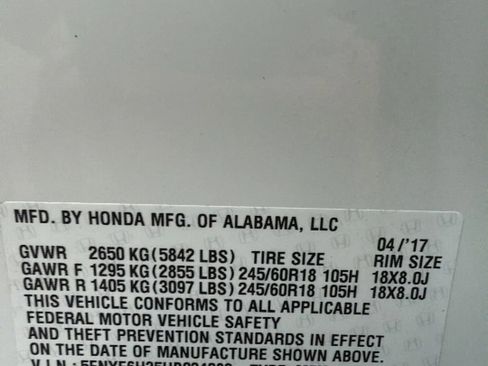 MFD. BY HONDA MFG. OF ALABAMA, LLC 04/'17
GVWR 2650 KG(5842 LBS) TIRE SIZE RIM SIZE
GAWR F 1295 KG (2855 LBS) 245/60R18 105H 18X8.0J
GAWR R 1405 KG(3097 LBS) 245/60R18 105H 18X8.0J
THIS VEHICLE CONFORMS TO ALL APPLICABLE
FEDERAL MOTOR VEHICLE SAFETY
AND THEFT PREVENTION STANDARDS IN EFFECT
ON THE DATE OF MANUFACTURE SHOWN ABOVE.
V.I.N.: